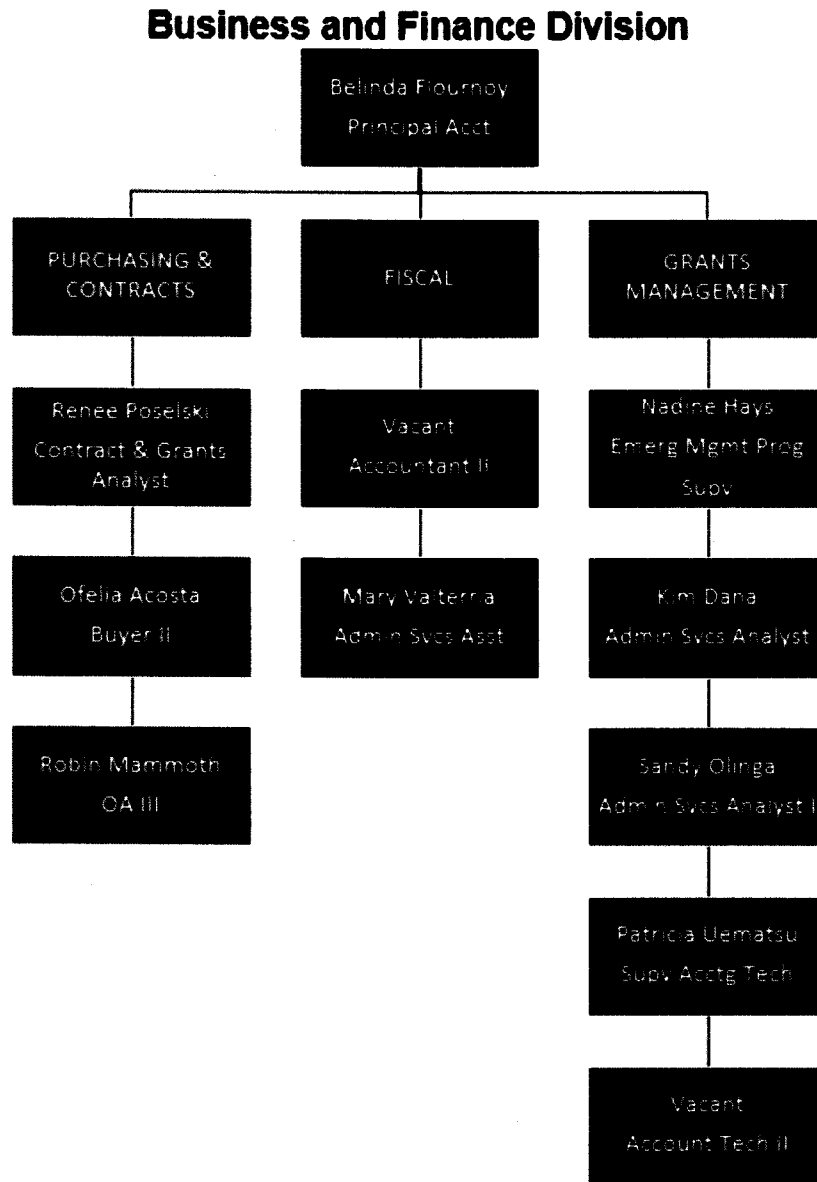 Business and Finance Division
Belinda Flournoy
Principal Acct
PURCHASING &
CONTRACTS
FISCAL
GRANTS
MANAGEMENT
Renee Poselski
Contract & Grants
Analyst
Vacant
Accountant II
Nadine Hays
Emerg Mgmt Prog
Supv
Ofelia Acosta
Buyer II
Mary Valterria
Admin Svcs Asst
Kim Dana
Admin Svcs Analyst
Robin Mammoth
OA III
Sandy Olinga
Admin Svcs Analyst I
Patricia Uematsu
Supv Acctg Tech
Vacant
Account Tech II